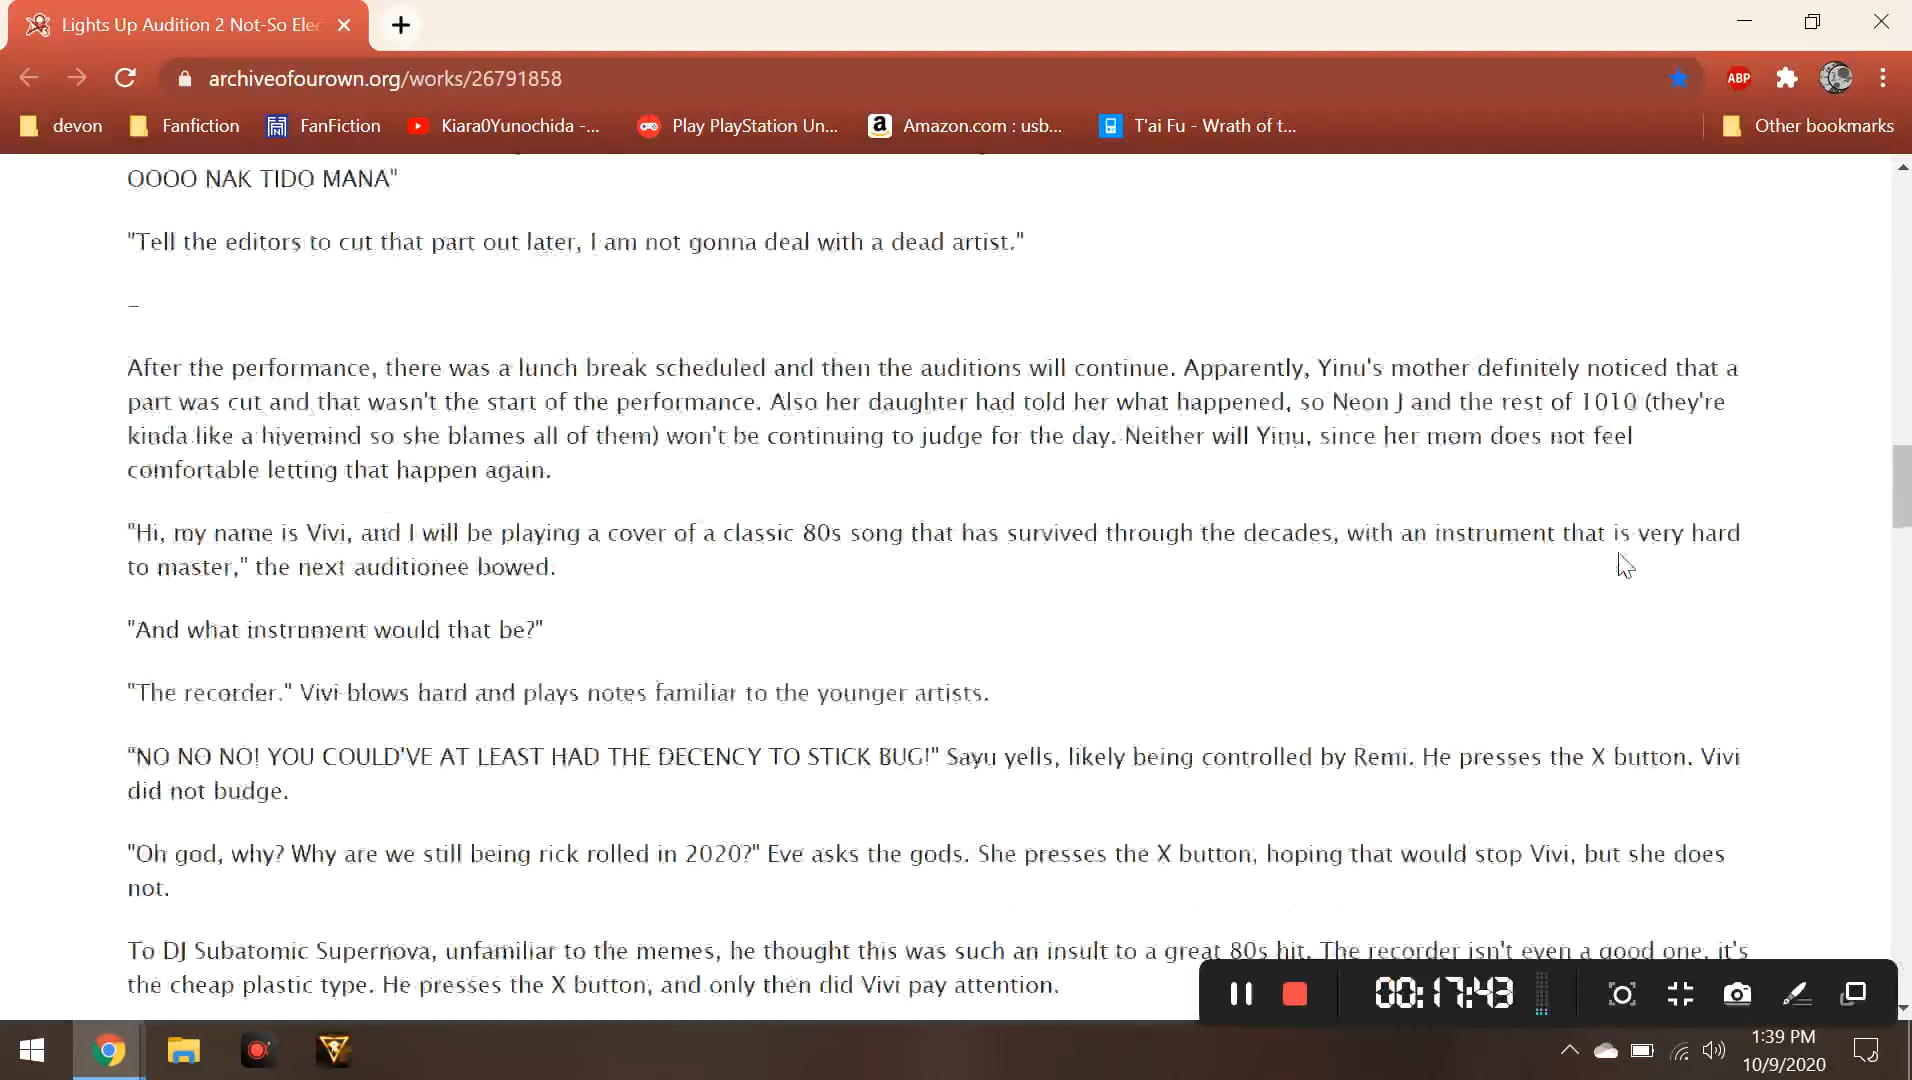 Lights Up Audition 2 Not-So Elec
archiveofourown.org/works/26791858
ABP
devon Fanfiction FanFiction Kiara0Yunochida -... Play PlayStation Un... Amazon.com : usb... T'ai Fu - Wrath of t... Other bookmarks
OOOO NAK TIDO MANA"
"Tell the editors to cut that part out later, I am not gonna deal with a dead artist."
–
After the performance, there was a lunch break scheduled and then the auditions will continue. Apparently, Yinu's mother definitely noticed that a
part was cut and that wasn't the start of the performance. Also her daughter had told her what happened, so Neon J and the rest of 1010 (they're
kinda like a hivemind so she blames all of them) won't be continuing to judge for the day. Neither will Yinu, since her mom does not feel
comfortable letting that happen again.
"Hi, my name is Vivi, and I will be playing a cover of a classic 80s song that has survived through the decades, with an instrument that is very hard
to master," the next auditionee bowed.
"And what instrument would that be?"
"The recorder." Vivi blows hard and plays notes familiar to the younger artists.
"NO NO NO! YOU COULD'VE AT LEAST HAD THE DECENCY TO STICK BUG!" Sayu yells, likely being controlled by Remi. He presses the X button. Vivi
did not budge.
"Oh god, why? Why are we still being rick rolled in 2020?" Eve asks the gods. She presses the X button, hoping that would stop Vivi, but she does
not.
To DJ Subatomic Supernova, unfamiliar to the memes, he thought this was such an insult to a great 80s hit. The recorder isn't even a good one, it's
the cheap plastic type. He presses the X button, and only then did Vivi pay attention.
00:17:43
1:39 PM
10/9/2020